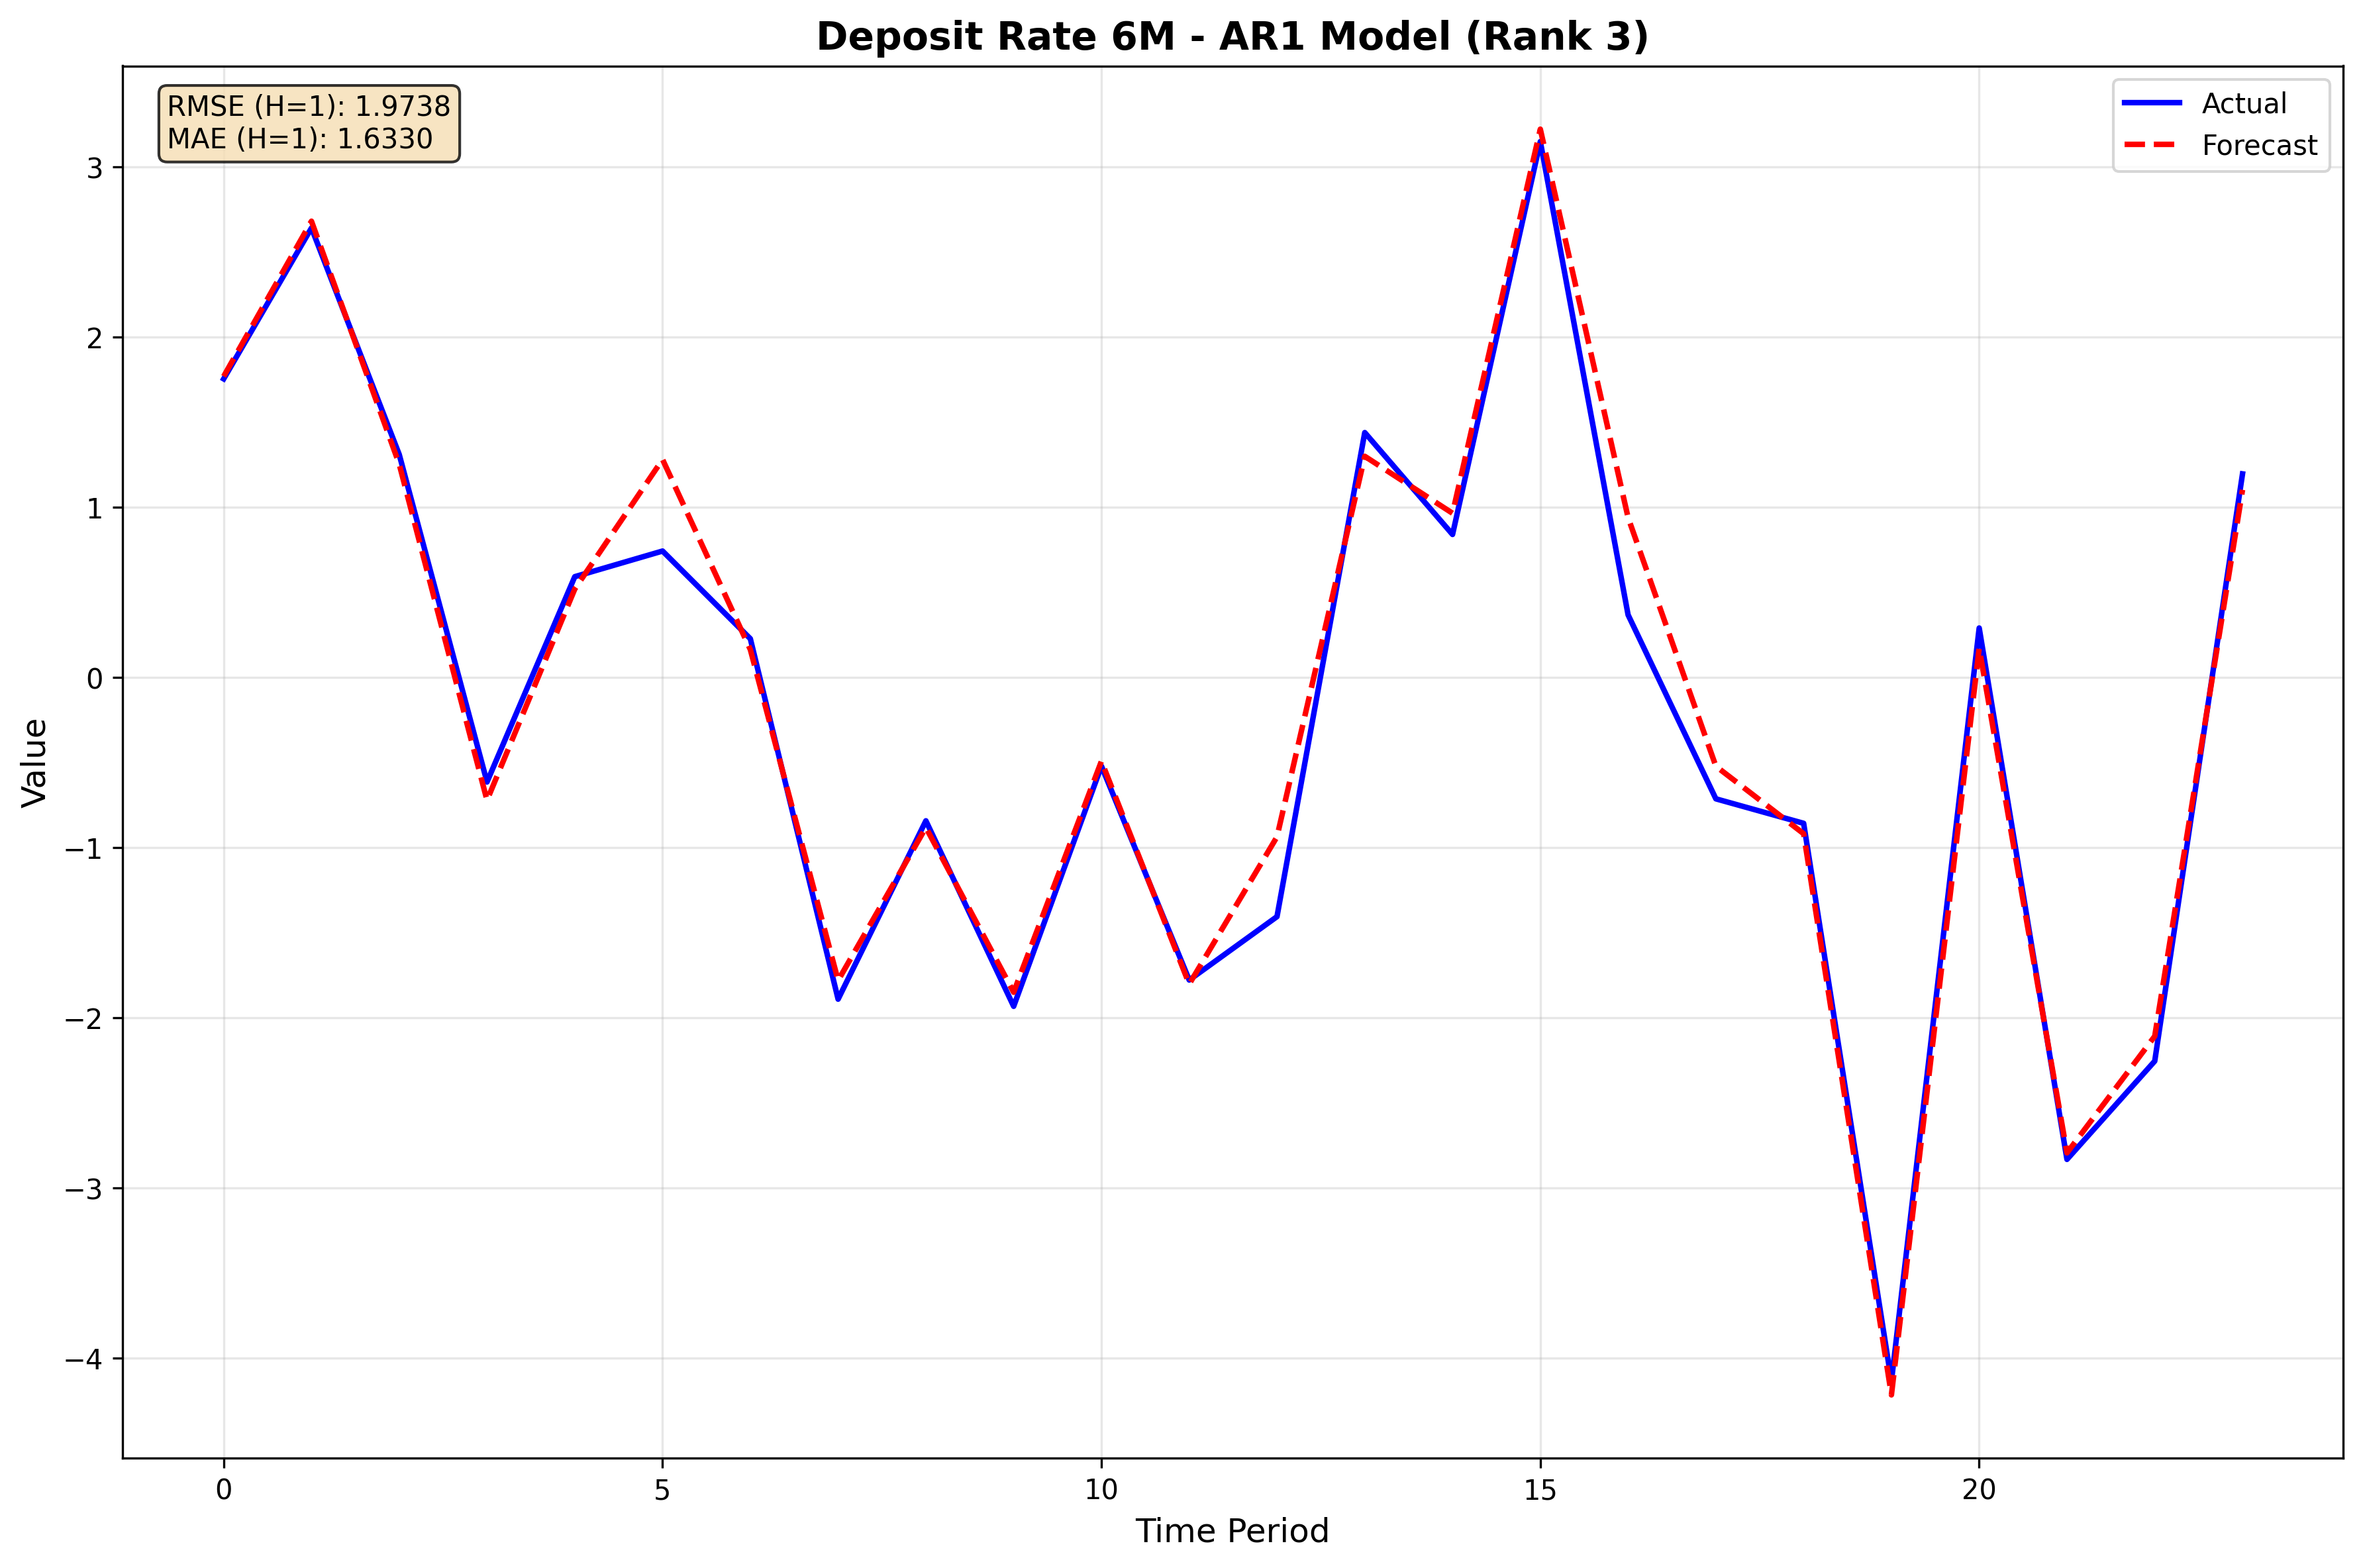 Deposit Rate 6M - AR1 Model (Rank 3)
RMSE (H=1): 1.9738
MAE (H=1): 1.6330
Actual
Forecast
3
2
1
0
−1
−2
−3
−4
Value
0 5 10 15 20
Time Period